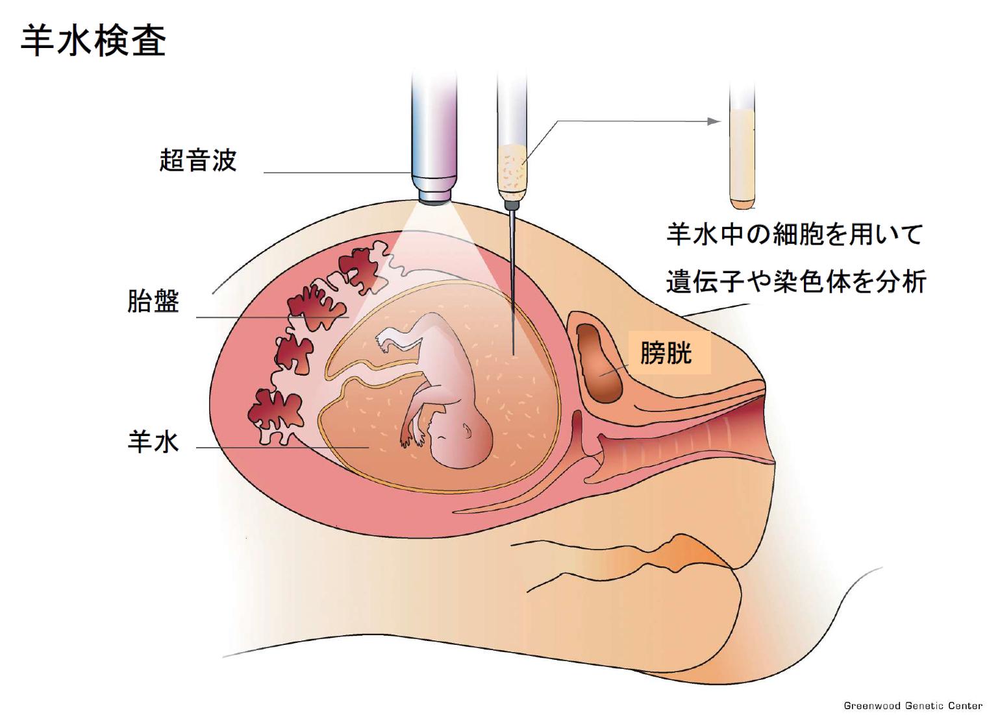 羊水検査
超音波
羊水中の細胞を用いて
遺伝子や染色体を分析
胎盤
膀胱
羊水
Greenwood Genetic Center